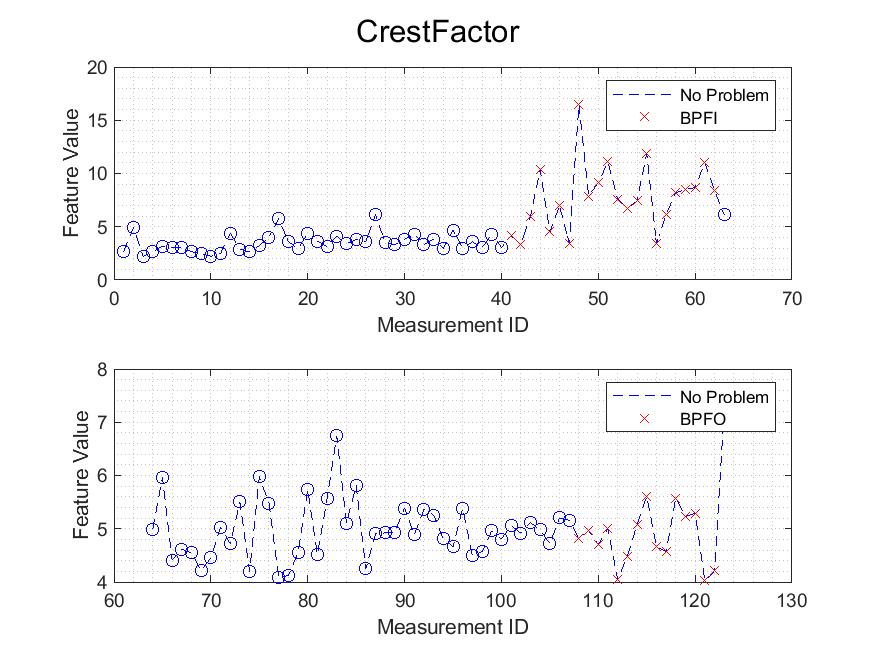 CrestFactor
20
15
10
5
0
Feature Value
No Problem
BPFI
0 10 20 30 40 50 60 70
Measurement ID
8
7
6
5
4
Feature Value
No Problem
BPFO
60 70 80 90 100 110 120 130
Measurement ID